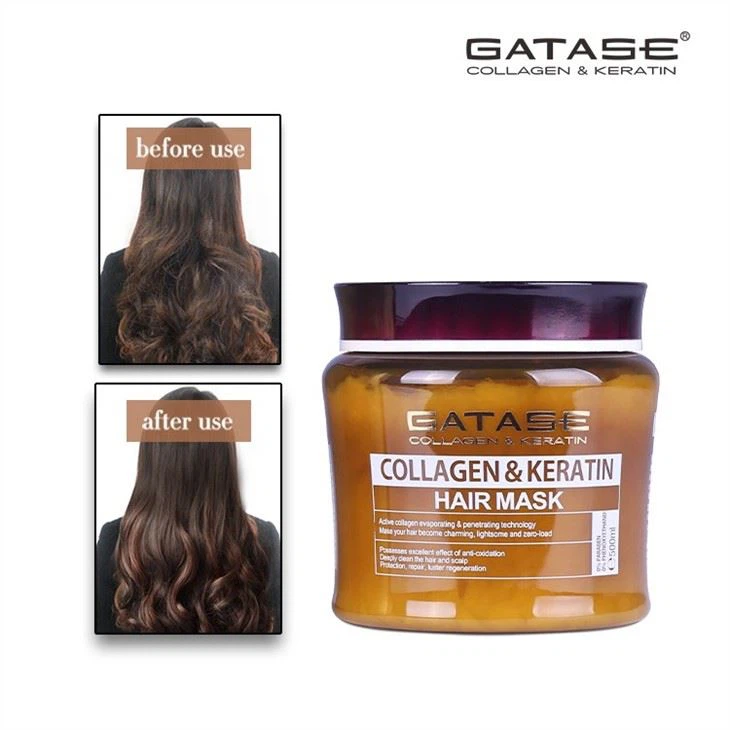 GATASE®
COLLAGEN & KERATIN
before use
after use
GATASE
COLLAGEN & KERATIN
COLLAGEN & KERATIN
HAIR MASK
Active collagen evaporating & penetrating technology
Make your hair become charming, lightsome and zero-load
Possesses excellent effect of anti-oxidation
Deeply clean the hair and scalp
Protection, repair, luster regeneration
0% PARABEN
℮500ml